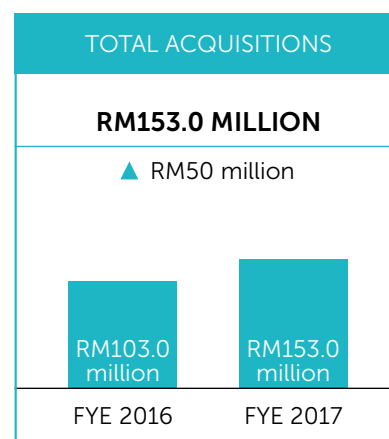 TOTAL ACQUISITIONS
RM153.0 MILLION
▲ RM50 million
RM103.0
million
RM153.0
million
FYE 2016
FYE 2017